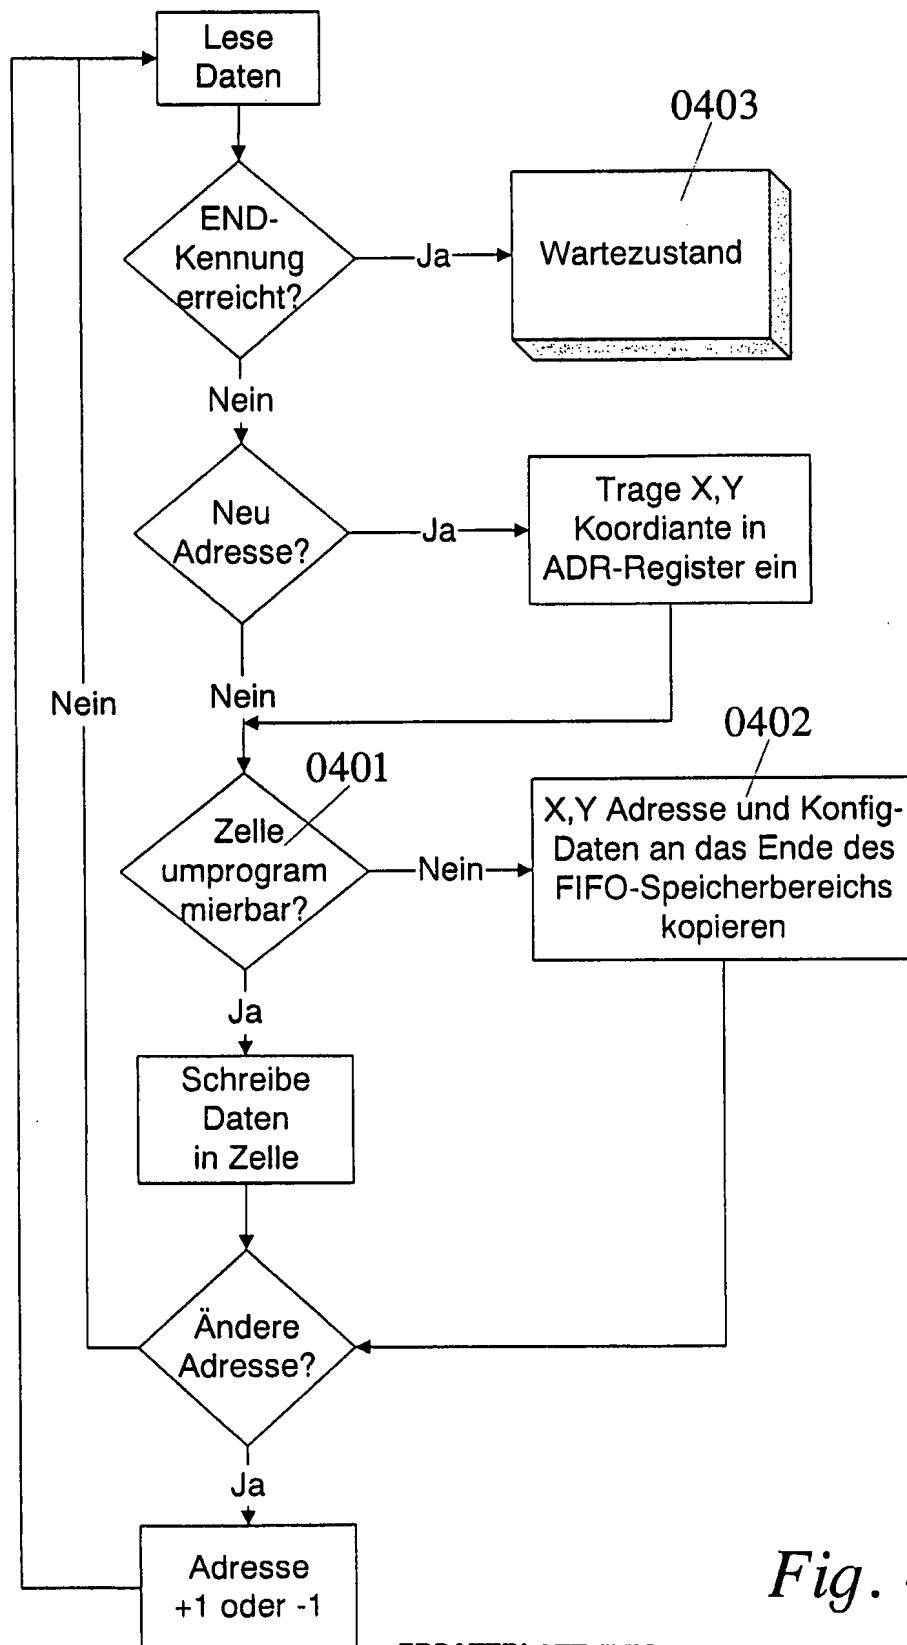 Lese
Daten
0403
END-
Kennung
erreicht?
Ja
Wartezustand
Nein
Neu
Adresse?
Ja
Trage X,Y
Koordiante in
ADR-Register ein
Nein
Nein
0401
0402
Zelle
umprogram
mierbar?
Nein
X,Y Adresse und Konfig-
Daten an das Ende des
FIFO-Speicherbereichs
kopieren
Ja
Schreibe
Daten
in Zelle
Ändere
Adresse?
Ja
Adresse
+1 oder -1
Fig.